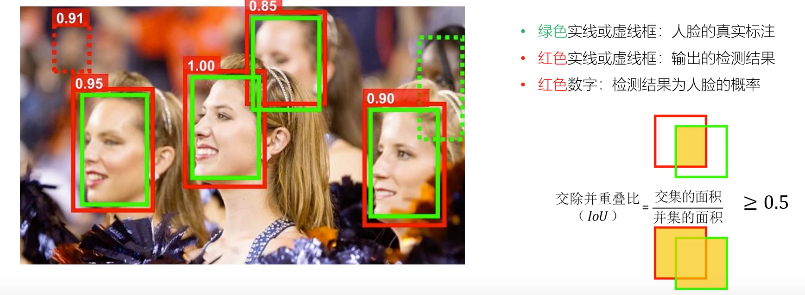 0.91
0.85
1.00
0.95
0.90
• 绿色实线或虚线框：人脸的真实标注
• 红色实线或虚线框：输出的检测结果
• 红色数字：检测结果为人脸的概率
交除并重叠比
（IoU）
=
交集的面积
并集的面积
≥ 0.5